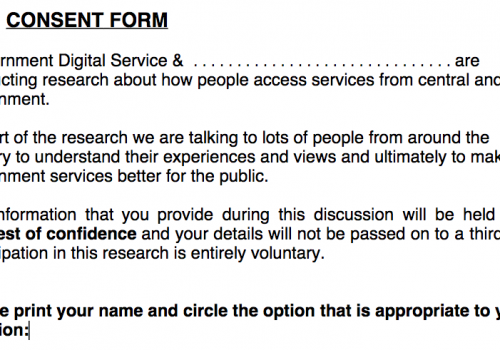 CONSENT FORM
ernment Digital Service & . . . . . . . . . . . . . . . . . . . . . . . . . . . . . . are
ucting research about how people access services from central and
nment.
rt of the research we are talking to lots of people from around the
ry to understand their experiences and views and ultimately to mak
nment services better for the public.
nformation that you provide during this discussion will be held
est of confidence and your details will not be passed on to a third
ipation in this research is entirely voluntary.
e print your name and circle the option that is appropriate to y
ion: